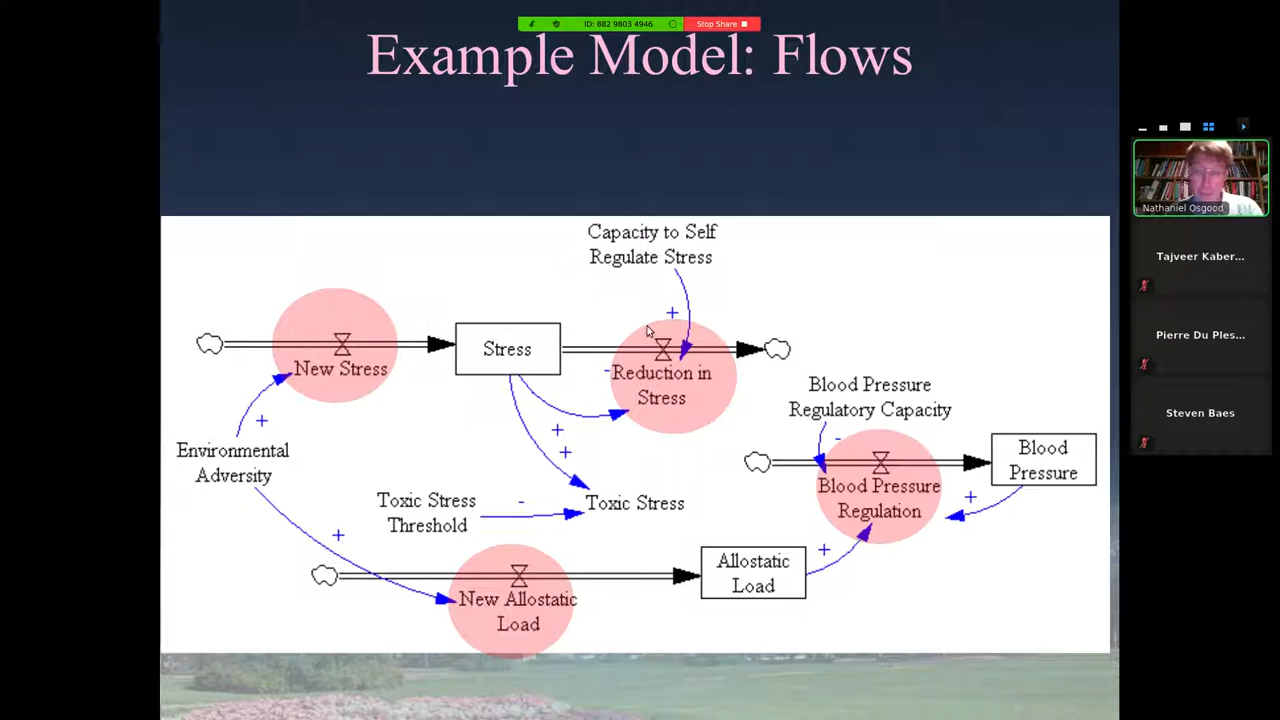 ID: 882 9803 4946
Stop Share
Example Model: Flows
Capacity to Self
Regulate Stress
+
New Stress
Stress
-
Reduction in
Stress
+
Environmental
Adversity
+
+
Blood Pressure
Regulatory Capacity
-
Blood
Pressure
Blood Pressure
Regulation
+
Toxic Stress
Threshold
-
Toxic Stress
+
+
Allostatic
Load
New Allostatic
Load
Nathaniel Osgood
Tajveer Kaber...
Pierre Du Ples...
Steven Baes